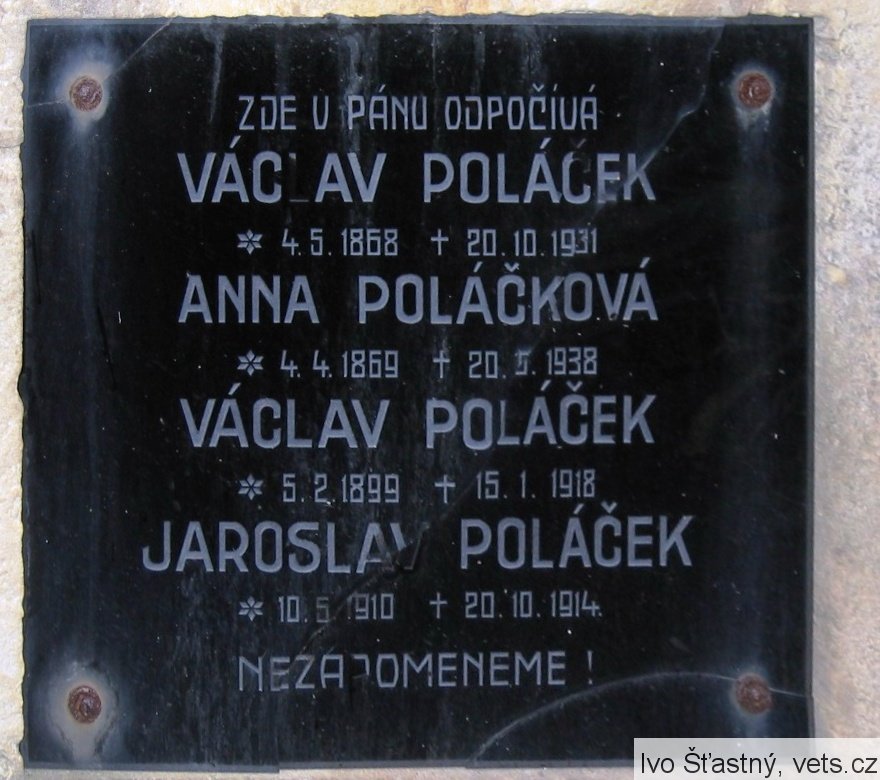 ZDE V PÁNU ODPOČÍVÁ
VÁCLAV POLÁČEK
* 4. 5. 1868 † 20. 10. 1931
ANNA POLÁČKOVÁ
* 4. 4. 1869 † 20. 5. 1938
VÁCLAV POLÁČEK
* 5. 2. 1899 † 15. 1. 1918
JAROSLAV POLÁČEK
* 10. 5. 1910 † 20. 10. 1914.
NEZAPOMENEME !
Ivo Šťastný, vets.cz